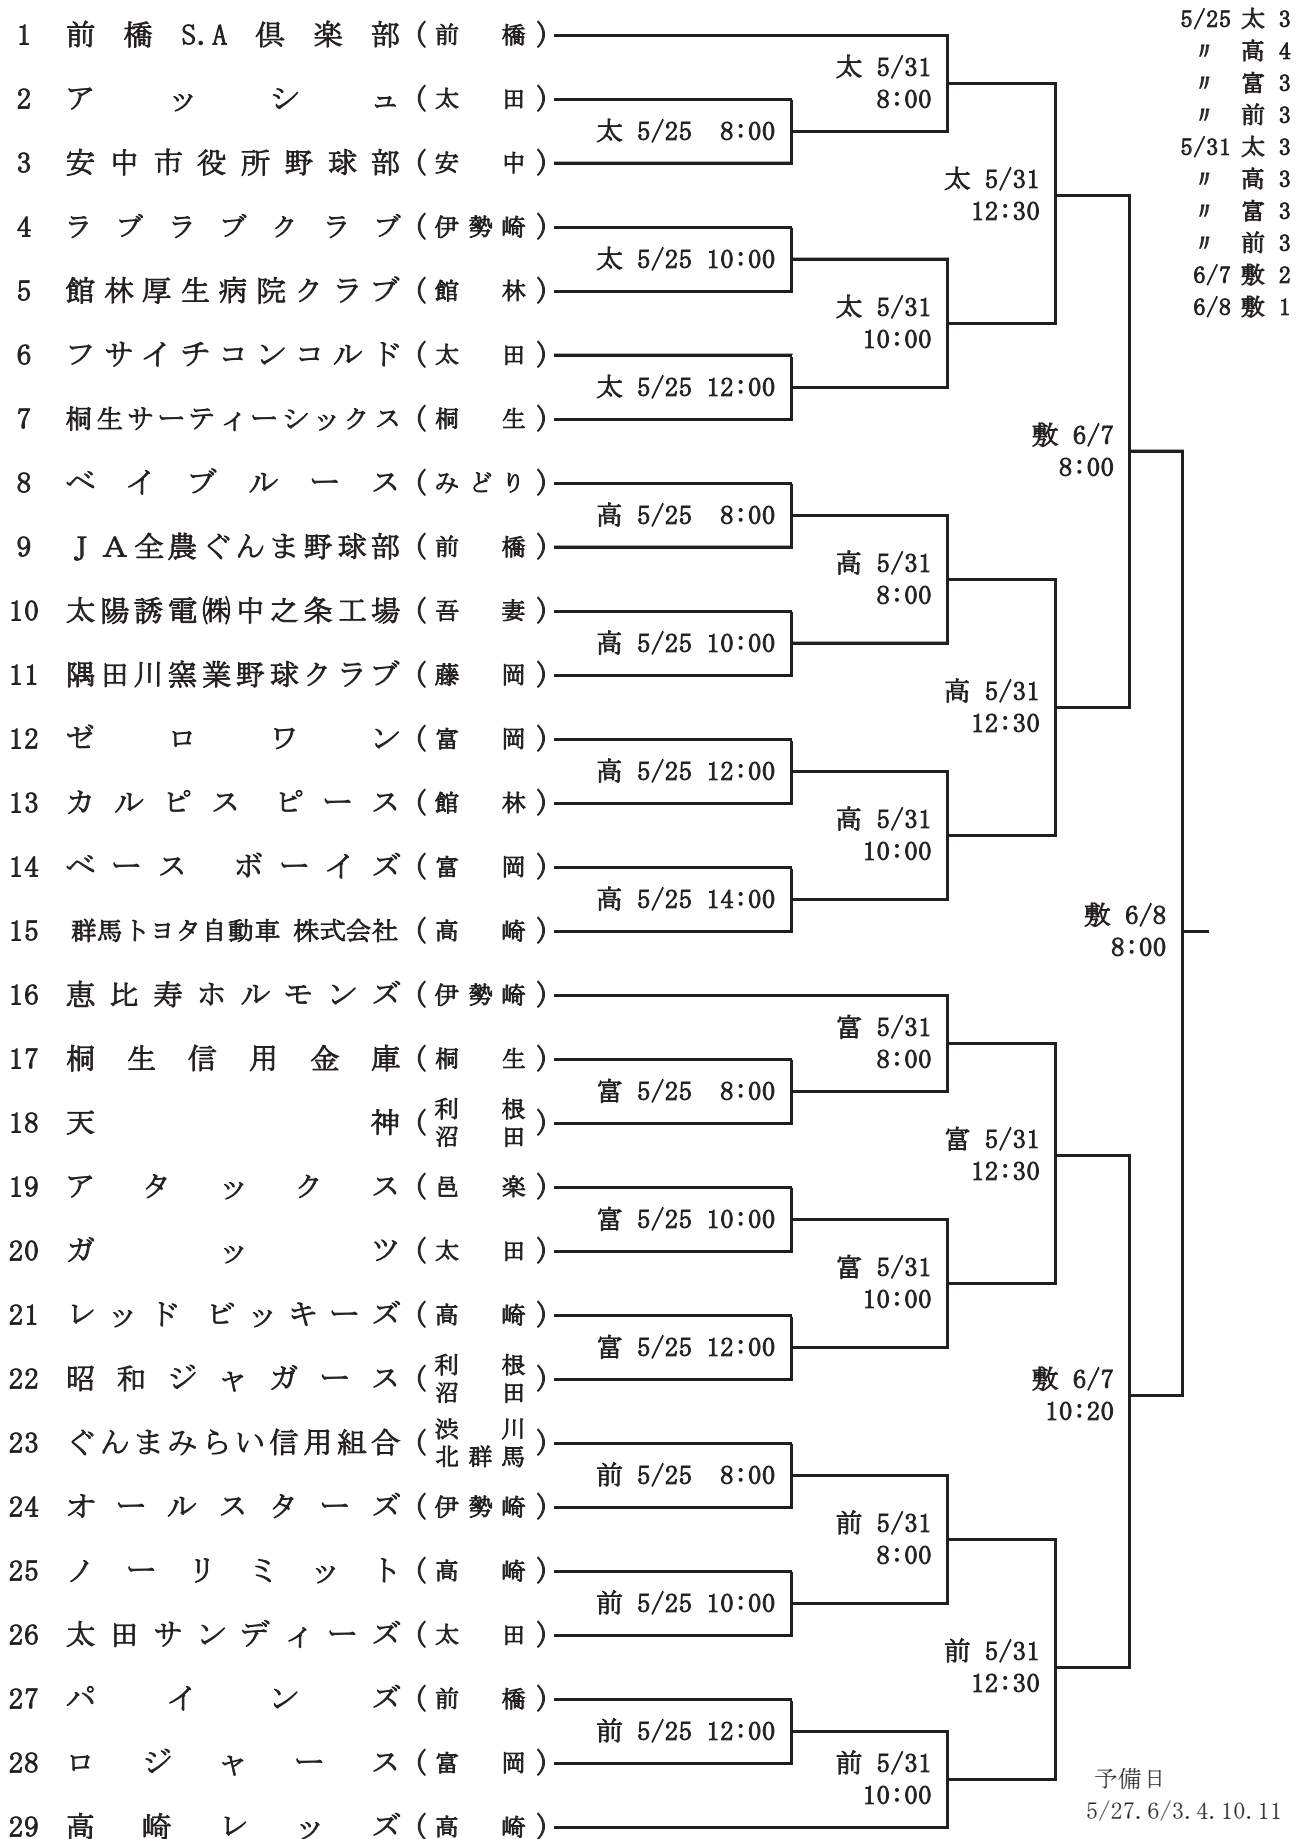 1 前橋S.A倶楽部(前橋)
2 アッシュ(太田)
3 安中市役所野球部(安中)
4 ラブラブクラブ(伊勢崎)
5 館林厚生病院クラブ(館林)
6 フサイチコンコルド(太田)
7 桐生サーティーシックス(桐生)
8 ベイブルース(みどり)
9 ＪＡ全農ぐんま野球部(前橋)
10 太陽誘電㈱中之条工場(吾妻)
11 隅田川窯業野球クラブ(藤岡)
12 ゼロワン(富岡)
13 カルピスピース(館林)
14 ベースボーイズ(富岡)
15 群馬トヨタ自動車 株式会社(高崎)
16 恵比寿ホルモンズ(伊勢崎)
17 桐生信用金庫(桐生)
18 天神(利根沼田)
19 アタックス(邑楽)
20 ガッツ(太田)
21 レッドビッキーズ(高崎)
22 昭和ジャガース(利根沼田)
23 ぐんまみらい信用組合(渋川北群馬)
24 オールスターズ(伊勢崎)
25 ノーリミット(高崎)
26 太田サンディーズ(太田)
27 パインズ(前橋)
28 ロジャース(富岡)
29 高崎レッズ(高崎)
太 5/25 8:00
太 5/25 10:00
太 5/25 12:00
高 5/25 8:00
高 5/25 10:00
高 5/25 12:00
高 5/25 14:00
富 5/25 8:00
富 5/25 10:00
富 5/25 12:00
前 5/25 8:00
前 5/25 10:00
前 5/25 12:00
太 5/31
8:00
太 5/31
10:00
高 5/31
8:00
高 5/31
10:00
富 5/31
8:00
富 5/31
10:00
前 5/31
8:00
前 5/31
10:00
太 5/31
12:30
高 5/31
12:30
富 5/31
12:30
前 5/31
12:30
敷 6/7
8:00
敷 6/7
10:20
敷 6/8
8:00
5/25 太 3
〃 高 4
〃 富 3
〃 前 3
5/31 太 3
〃 高 3
〃 富 3
〃 前 3
6/7 敷 2
6/8 敷 1
予備日
5/27.6/3.4.10.11